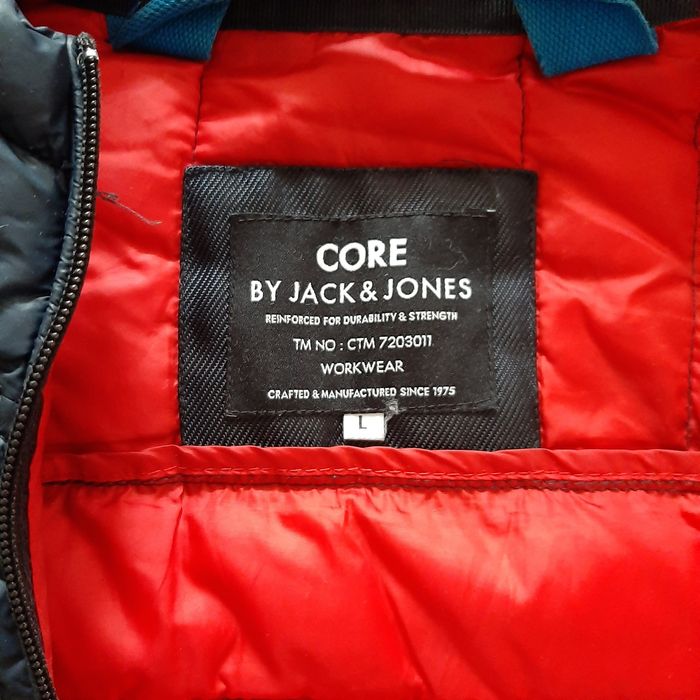 CORE
BY JACK & JONES
REINFORCED FOR DURABILITY & STRENGTH
TM NO : CTM 7203011
WORKWEAR
CRAFTED & MANUFACTURED SINCE 1975
L